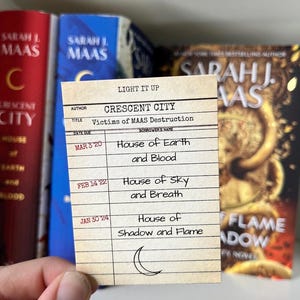 SARAH J.
MAAS
C
CRESCENT
CITY
HOUSE
OF
EARTH
AND
BLOOD
SARAH J.
MAAS
C
SARAH J.
MAAS
FLAME
ADOW
LIGHT IT UP
AUTHOR CRESCENT CITY
TITLE Victims of MAAS Destruction
DATE DUE BORROWER'S NAME
MAR 3 '20 House of Earth
and Blood
FEB 14 '22 House of Sky
and Breath
JAN 30 '24 House of
Shadow and Flame